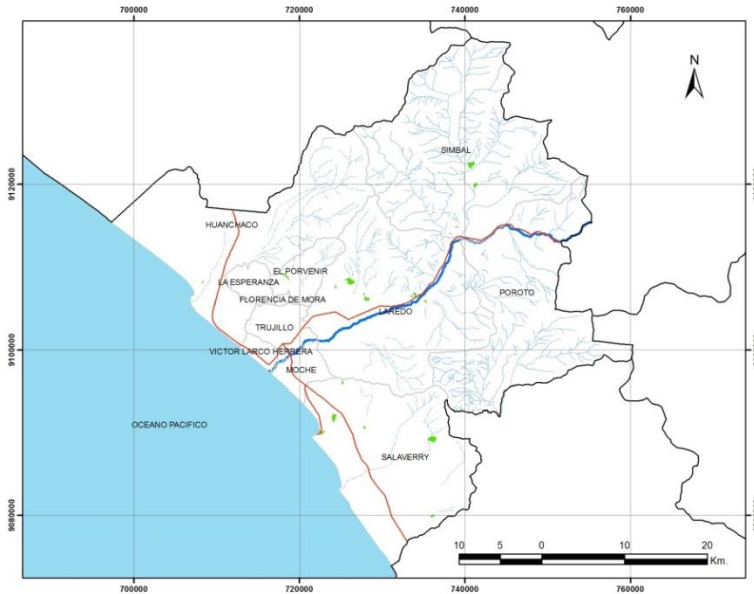 700000
720000
740000
760000
N
SIMBAL
9120000
HUANCHACO
EL PORVENIR
LA ESPERANZA
POROTO
FLORENCIA DE MORA
LAREDO
TRUJILLO
9100000
VICTOR LARCO HERRERA
MOCHE
OCEANO PACIFICO
SALAVERRY
9080000
10 5 0 10 20
Km.
700000
720000
740000
760000